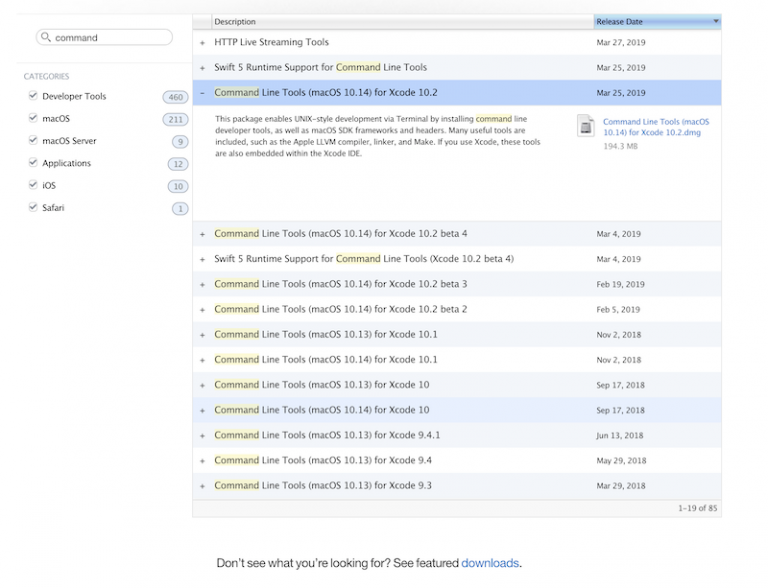 command
CATEGORIES
Developer Tools 460
macOS 211
macOS Server 9
Applications 12
iOS 10
Safari 1
Description Release Date
+ HTTP Live Streaming Tools Mar 27, 2019
+ Swift 5 Runtime Support for Command Line Tools Mar 25, 2019
− Command Line Tools (macOS 10.14) for Xcode 10.2 Mar 25, 2019
This package enables UNIX-style development via Terminal by installing command line
developer tools, as well as macOS SDK frameworks and headers. Many useful tools are
included, such as the Apple LLVM compiler, linker, and Make. If you use Xcode, these tools
are also embedded within the Xcode IDE.
Command Line Tools (macOS
10.14) for Xcode 10.2.dmg
194.3 MB
+ Command Line Tools (macOS 10.14) for Xcode 10.2 beta 4 Mar 4, 2019
+ Swift 5 Runtime Support for Command Line Tools (Xcode 10.2 beta 4) Mar 4, 2019
+ Command Line Tools (macOS 10.14) for Xcode 10.2 beta 3 Feb 19, 2019
+ Command Line Tools (macOS 10.14) for Xcode 10.2 beta 2 Feb 5, 2019
+ Command Line Tools (macOS 10.13) for Xcode 10.1 Nov 2, 2018
+ Command Line Tools (macOS 10.14) for Xcode 10.1 Nov 2, 2018
+ Command Line Tools (macOS 10.13) for Xcode 10 Sep 17, 2018
+ Command Line Tools (macOS 10.14) for Xcode 10 Sep 17, 2018
+ Command Line Tools (macOS 10.13) for Xcode 9.4.1 Jun 13, 2018
+ Command Line Tools (macOS 10.13) for Xcode 9.4 May 29, 2018
+ Command Line Tools (macOS 10.13) for Xcode 9.3 Mar 29, 2018
1–19 of 85
Don't see what you're looking for? See featured downloads.